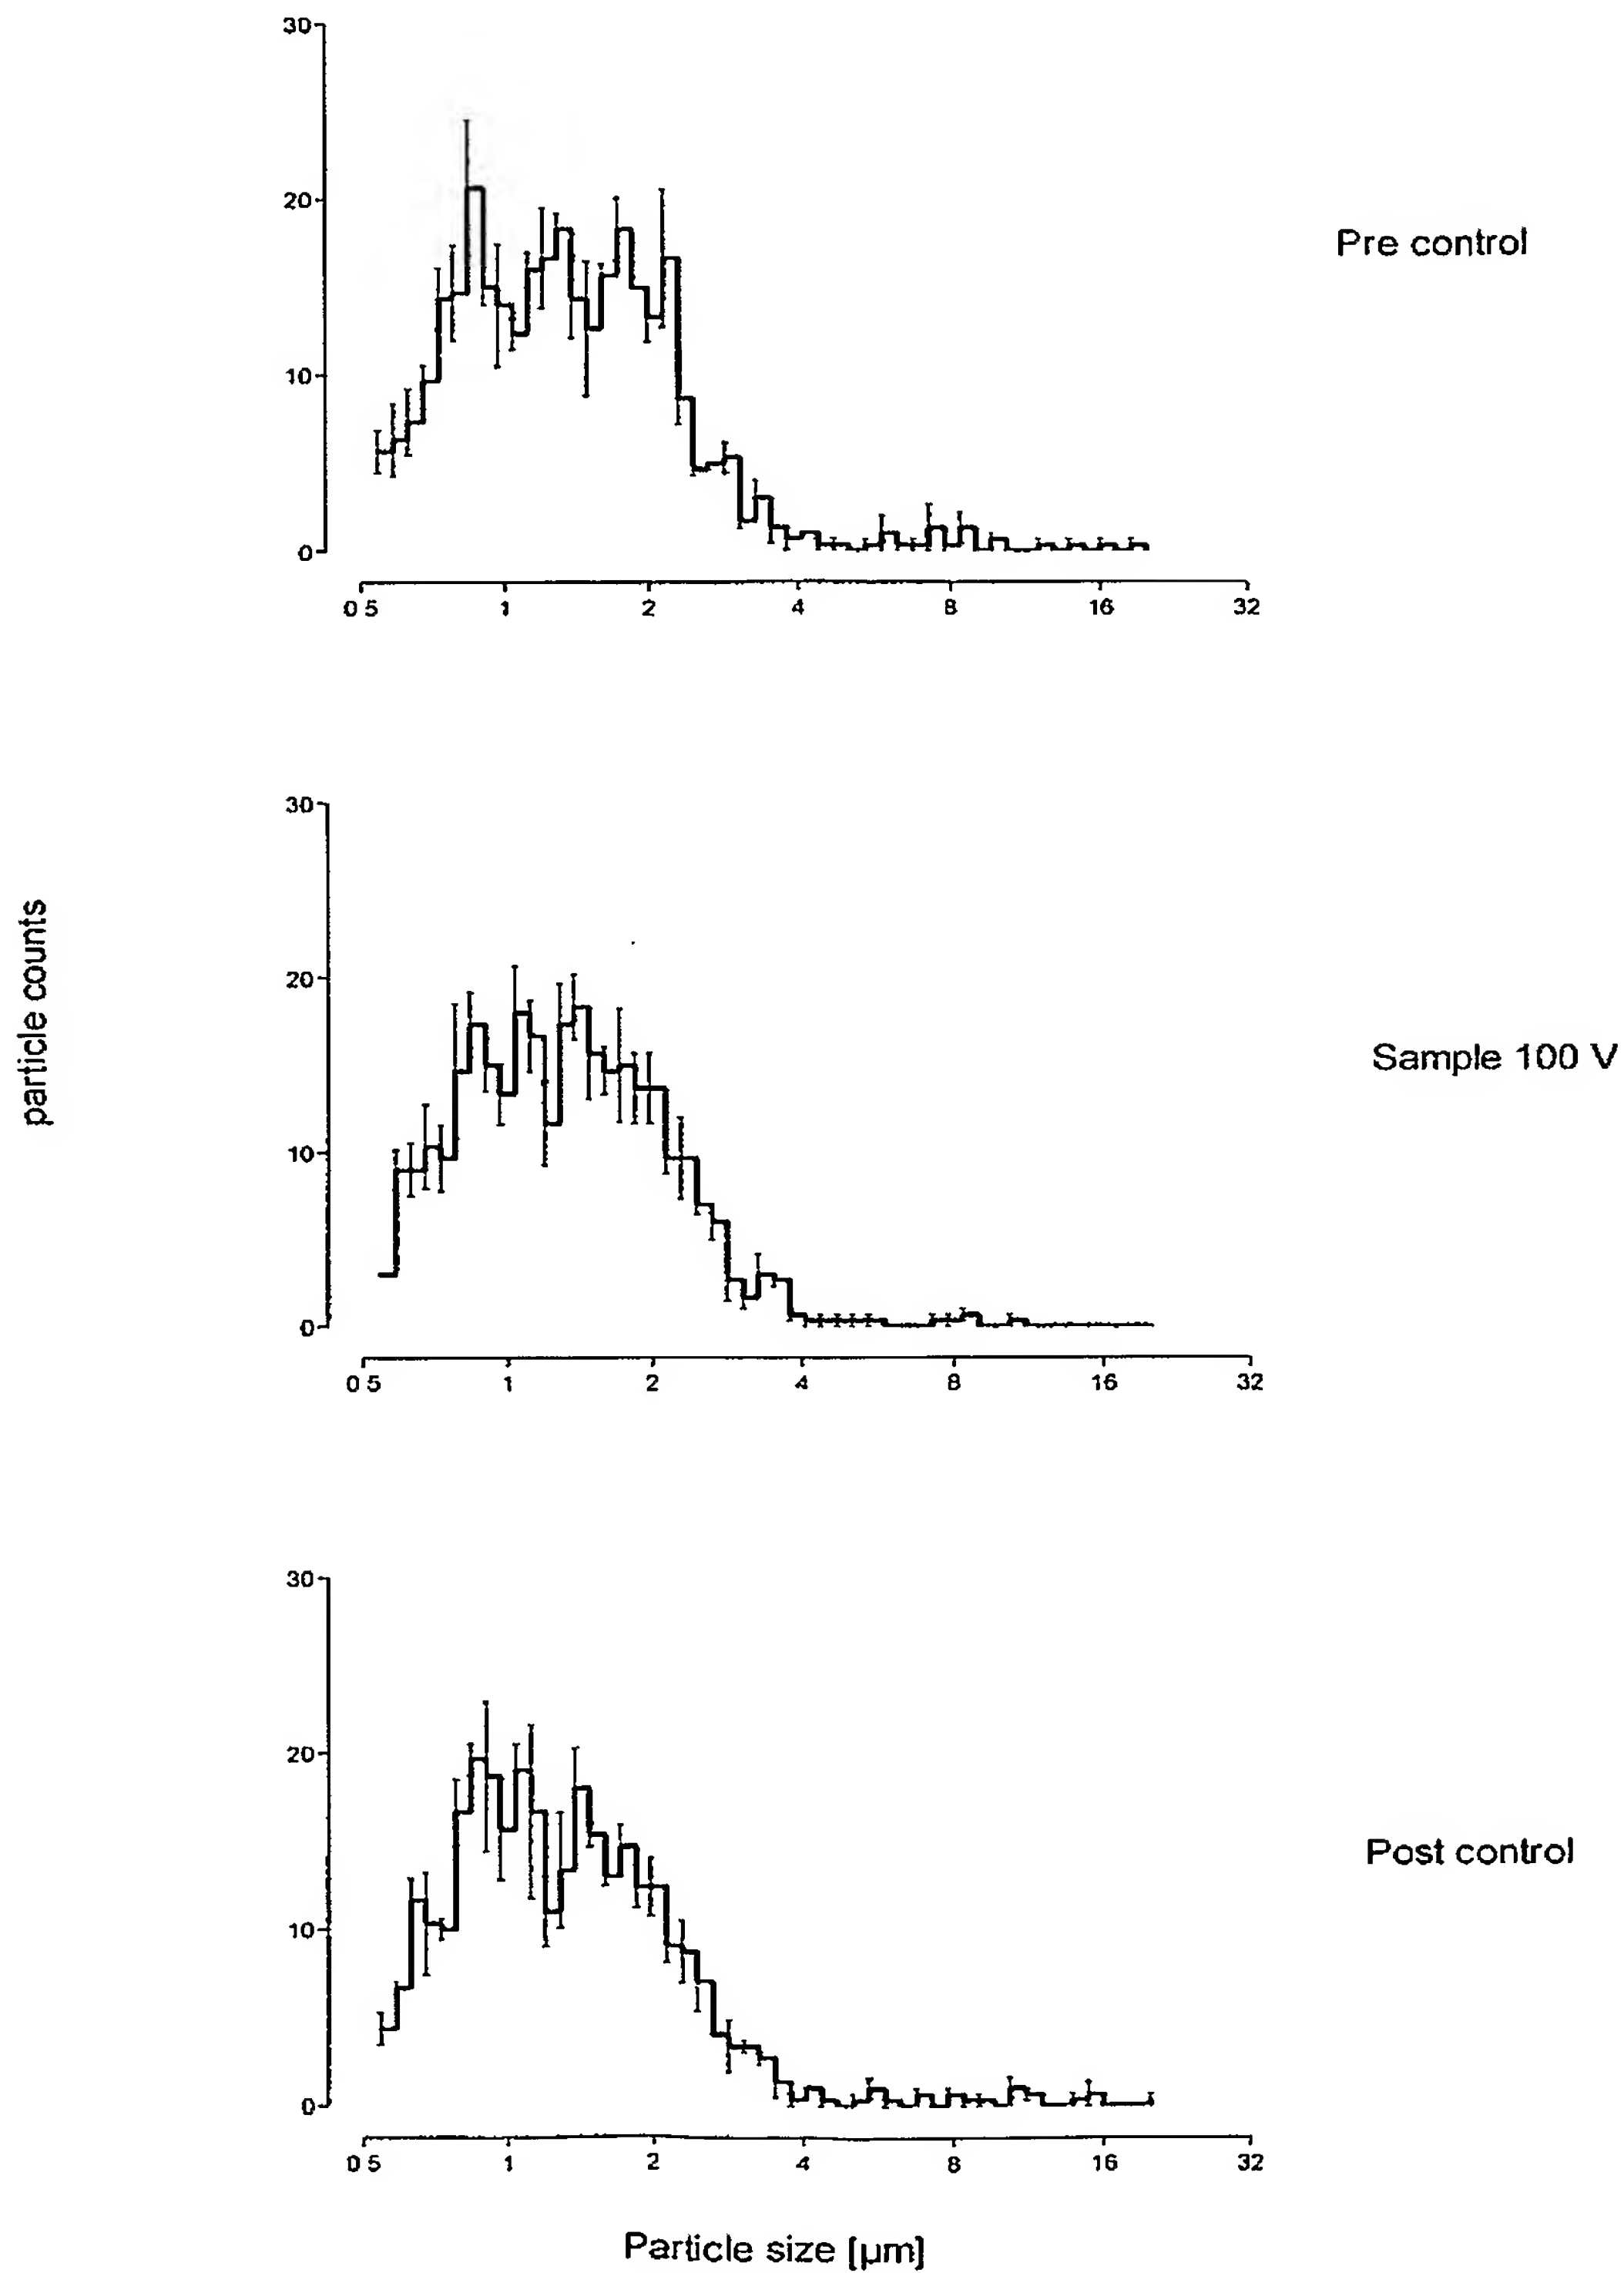 30
20
10
0
0 5 1 2 4 8 16 32
Pre control
particle counts
30
20
10
0
0 5 1 2 4 8 16 32
Sample 100 V
30
20
10
0
0 5 1 2 4 8 16 32
Post control
Particle size [µm]